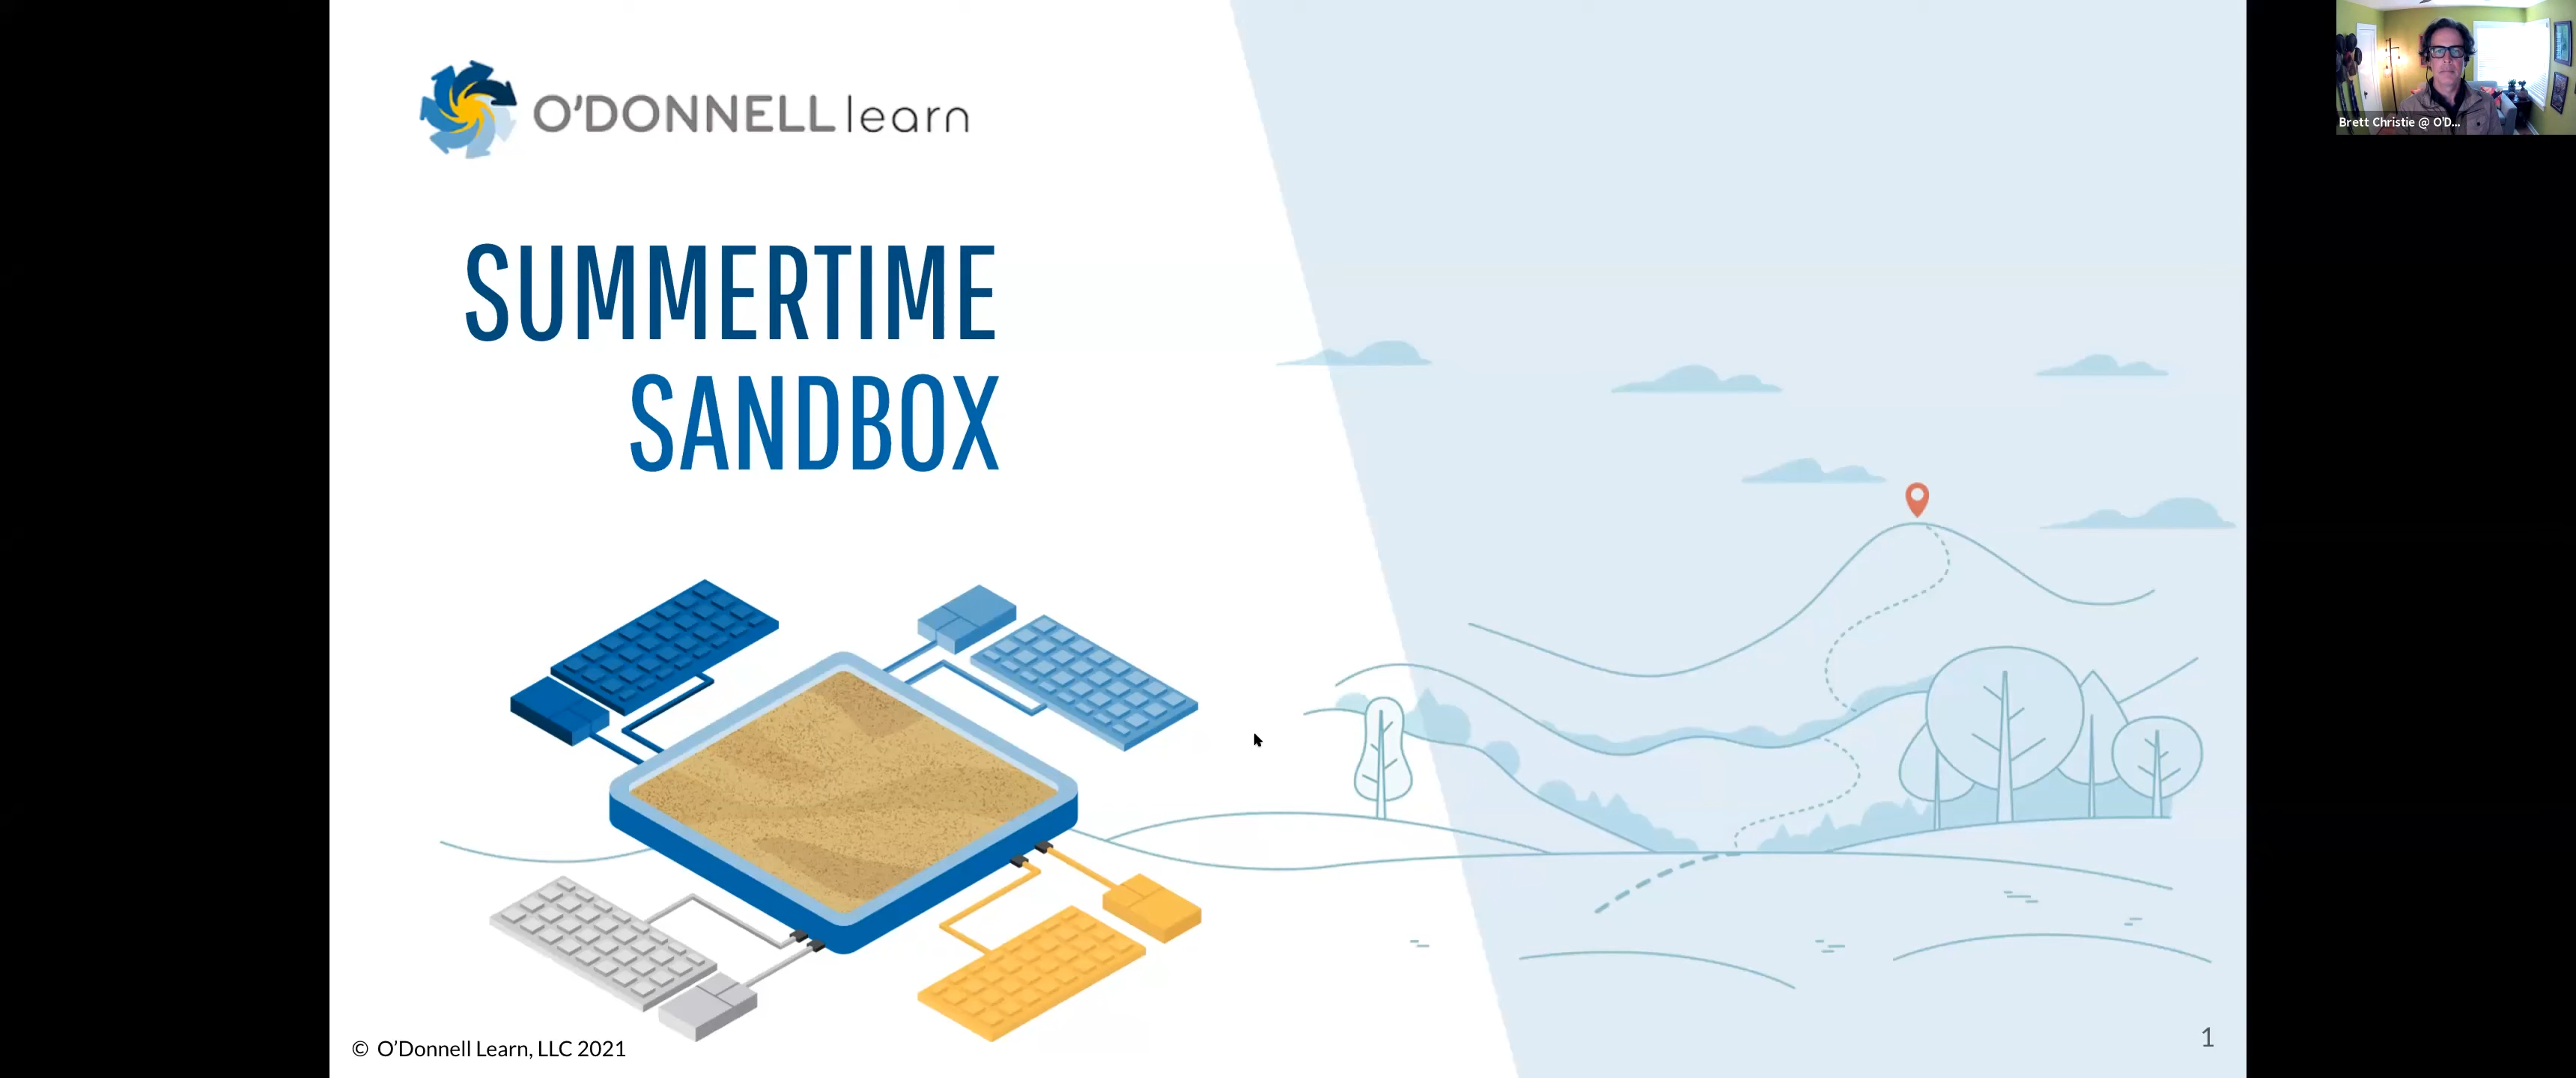 O'DONNELL learn
Brett Christie @ O'D...
SUMMERTIME
SANDBOX
© O'Donnell Learn, LLC 2021
1